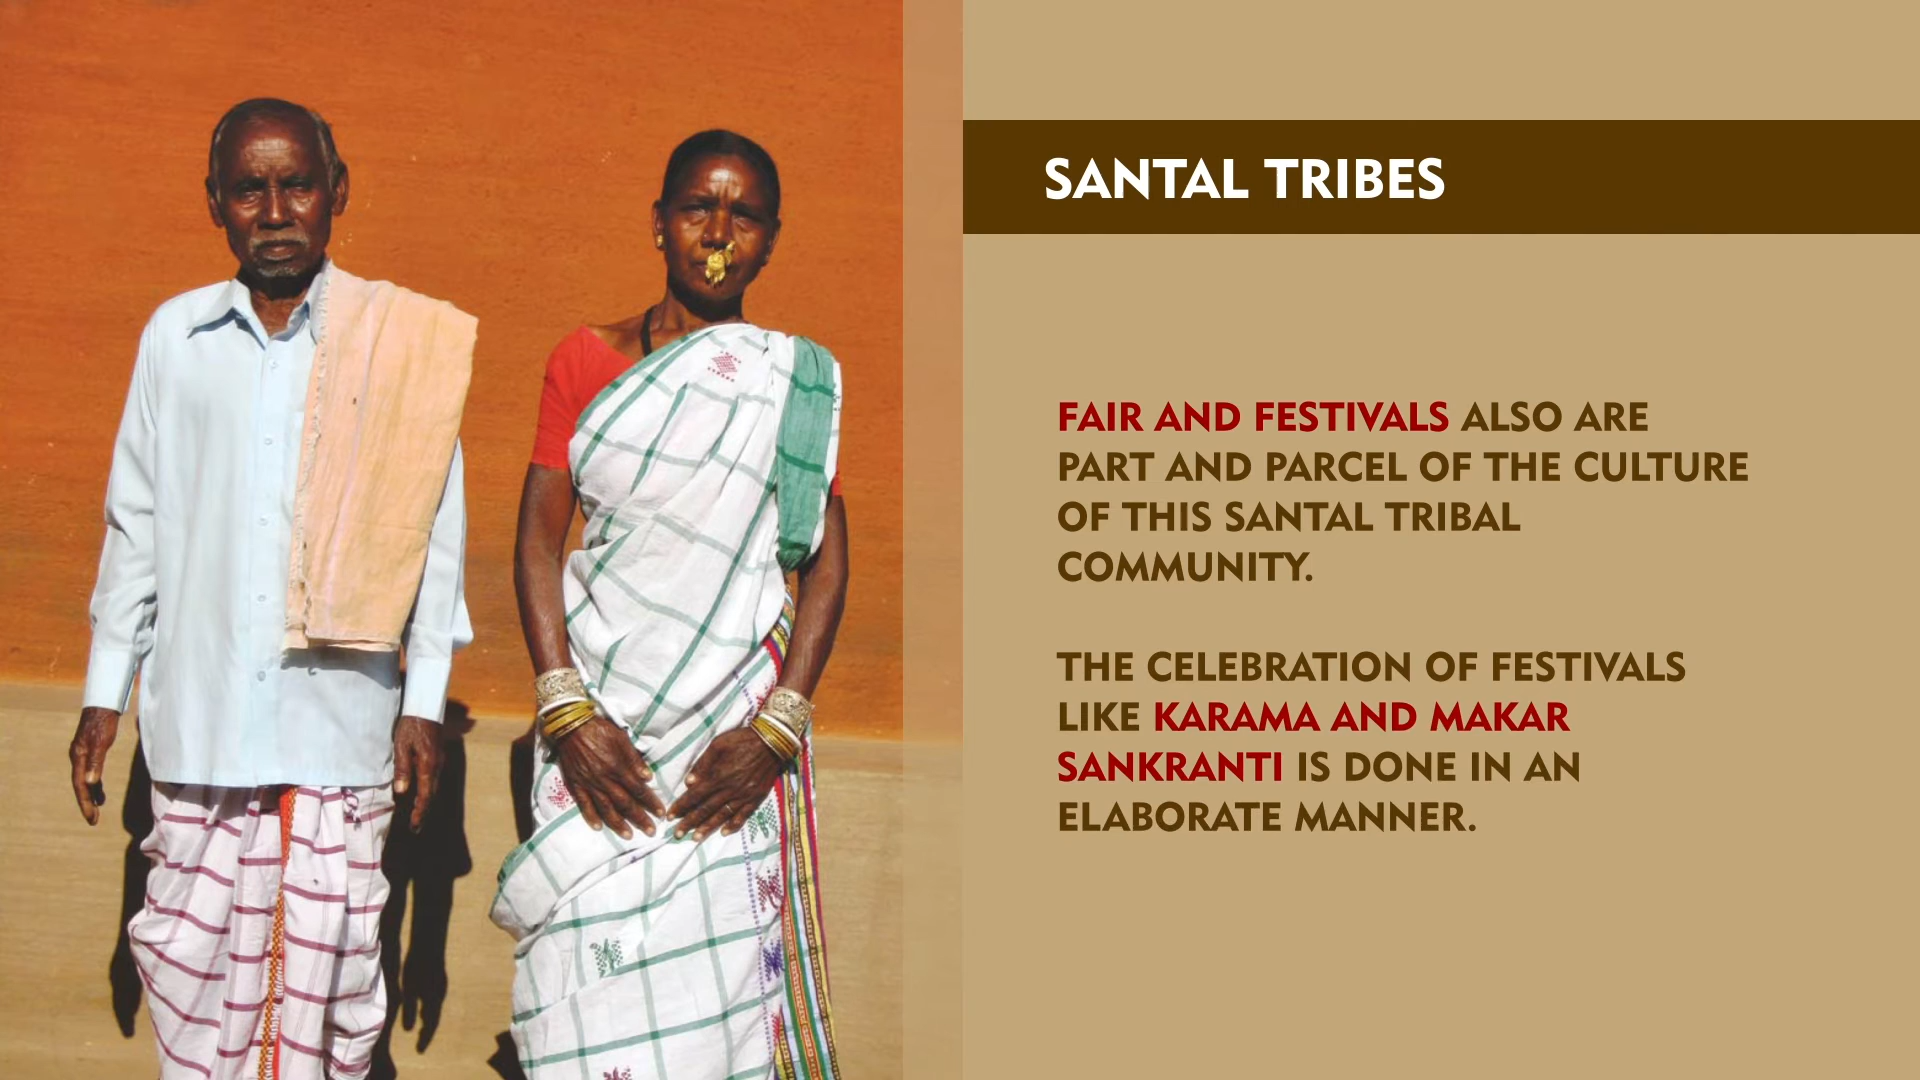 SANTAL TRIBES
FAIR AND FESTIVALS ALSO ARE
PART AND PARCEL OF THE CULTURE
OF THIS SANTAL TRIBAL
COMMUNITY.
THE CELEBRATION OF FESTIVALS
LIKE KARAMA AND MAKAR
SANKRANTI IS DONE IN AN
ELABORATE MANNER.